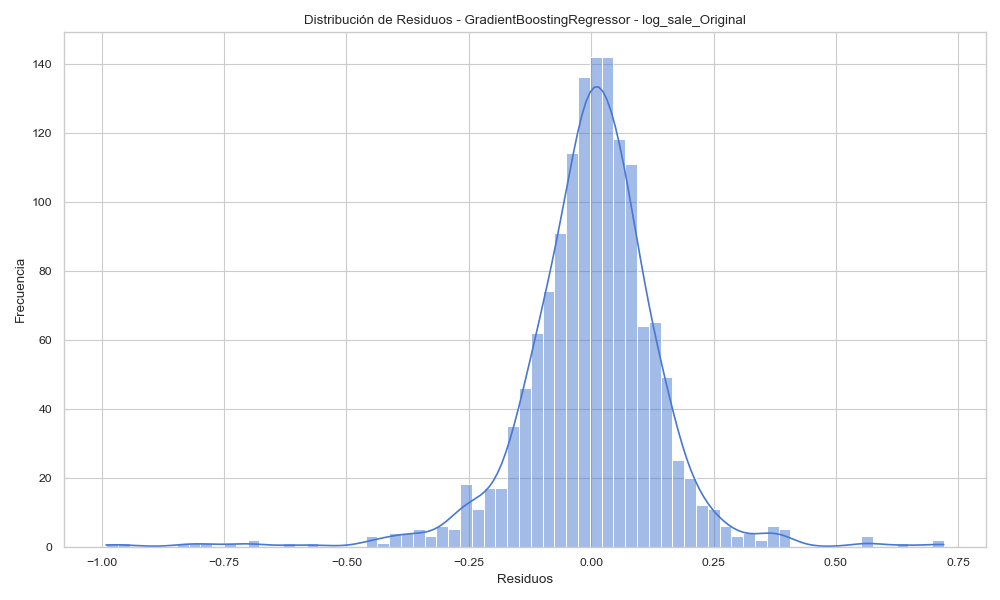 Distribución de Residuos - GradientBoostingRegressor - log_sale_Original
Frecuencia
140
120
100
80
60
40
20
0
−1.00 −0.75 −0.50 −0.25 0.00 0.25 0.50 0.75
Residuos